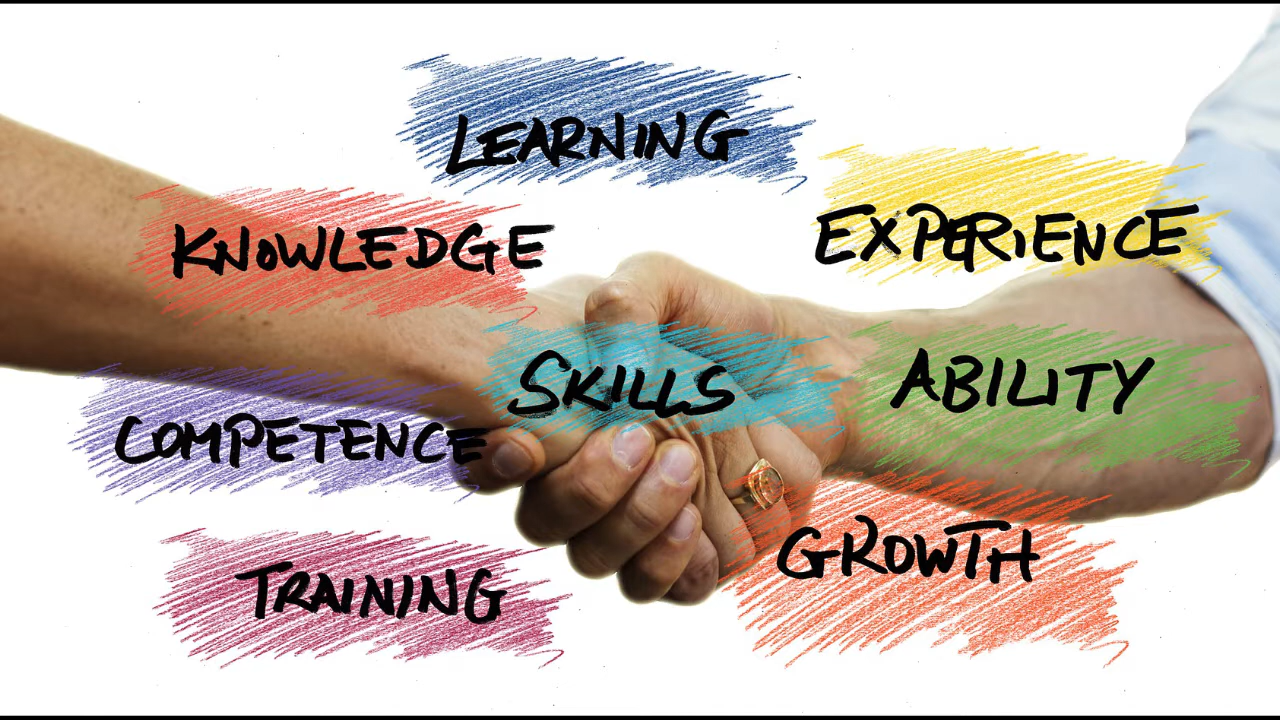 LEARNING
KNOWLEDGE
EXPERIENCE
SKILLS
ABILITY
COMPETENCE
GROWTH
TRAINING